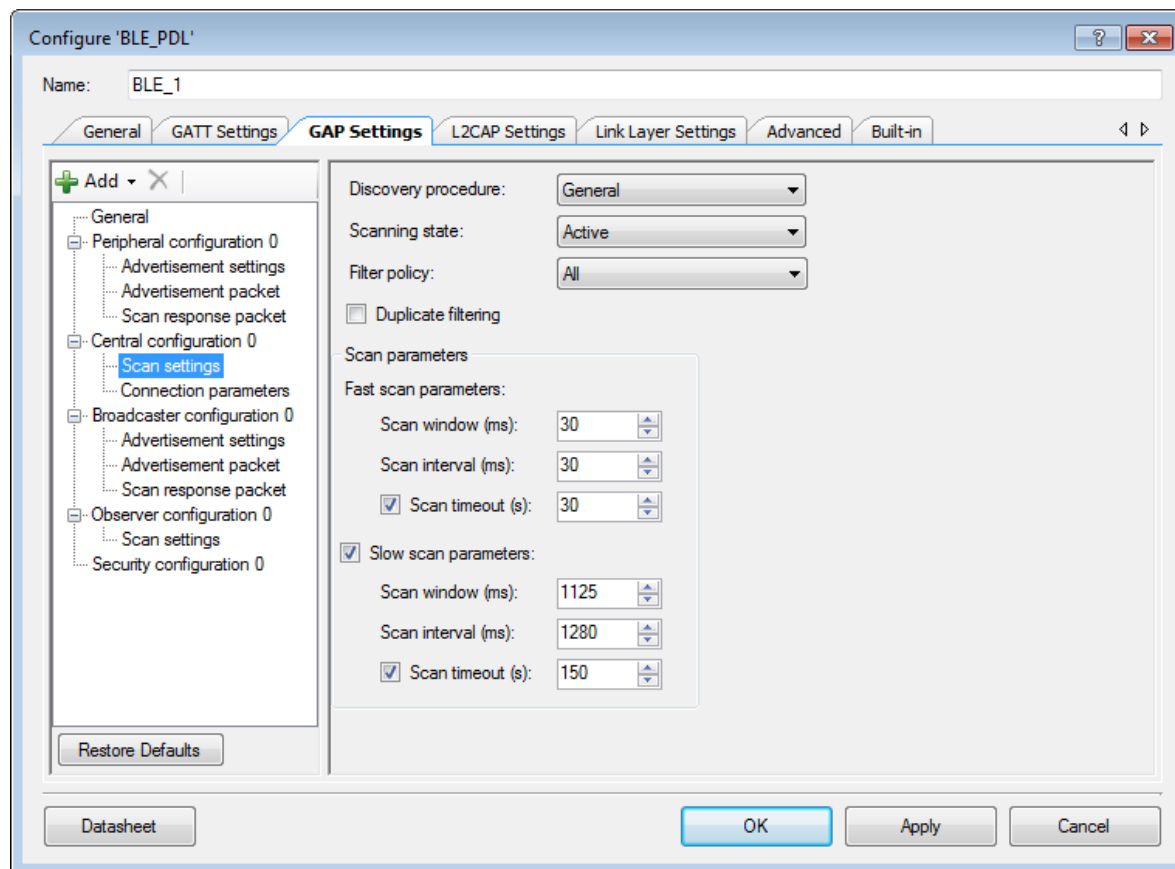 Configure 'BLE_PDL'
Name: BLE_1
General GATT Settings GAP Settings L2CAP Settings Link Layer Settings Advanced Built-in
Add
General
Peripheral configuration 0
Advertisement settings
Advertisement packet
Scan response packet
Central configuration 0
Scan settings
Connection parameters
Broadcaster configuration 0
Advertisement settings
Advertisement packet
Scan response packet
Observer configuration 0
Scan settings
Security configuration 0
Restore Defaults
Discovery procedure: General
Scanning state: Active
Filter policy: All
Duplicate filtering
Scan parameters
Fast scan parameters:
Scan window (ms): 30
Scan interval (ms): 30
Scan timeout (s): 30
Slow scan parameters:
Scan window (ms): 1125
Scan interval (ms): 1280
Scan timeout (s): 150
Datasheet OK Apply Cancel